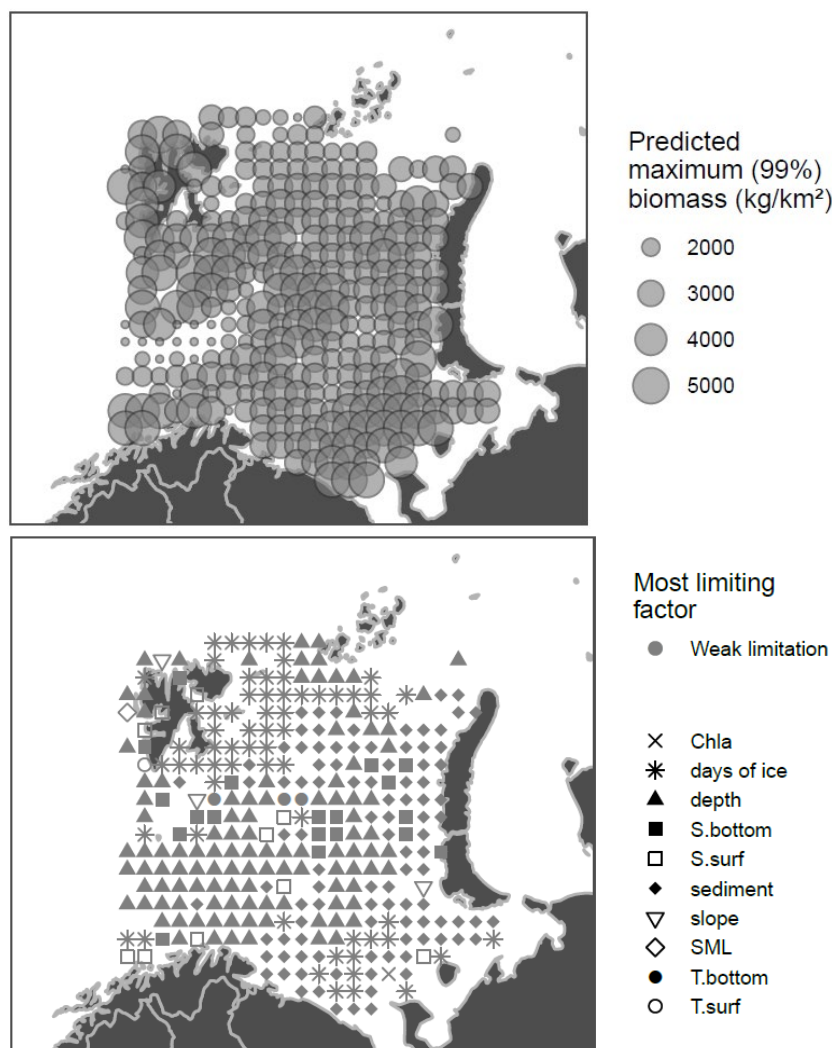 Predicted
maximum (99%)
biomass (kg/km²)
2000
3000
4000
5000
Most limiting
factor
Weak limitation
Chla
days of ice
depth
S.bottom
S.surf
sediment
slope
SML
T.bottom
T.surf